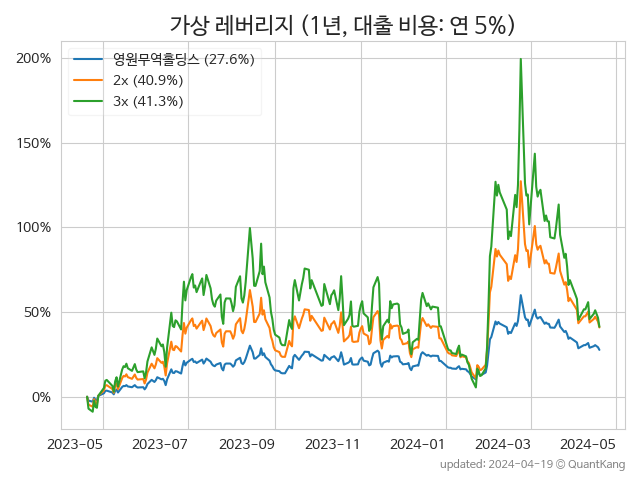 가상 레버리지 (1년, 대출 비용: 연 5%)
영원무역홀딩스 (27.6%)
2x (40.9%)
3x (41.3%)
200%
150%
100%
50%
0%
2023-05 2023-07 2023-09 2023-11 2024-01 2024-03 2024-05
updated: 2024-04-19 © QuantKang